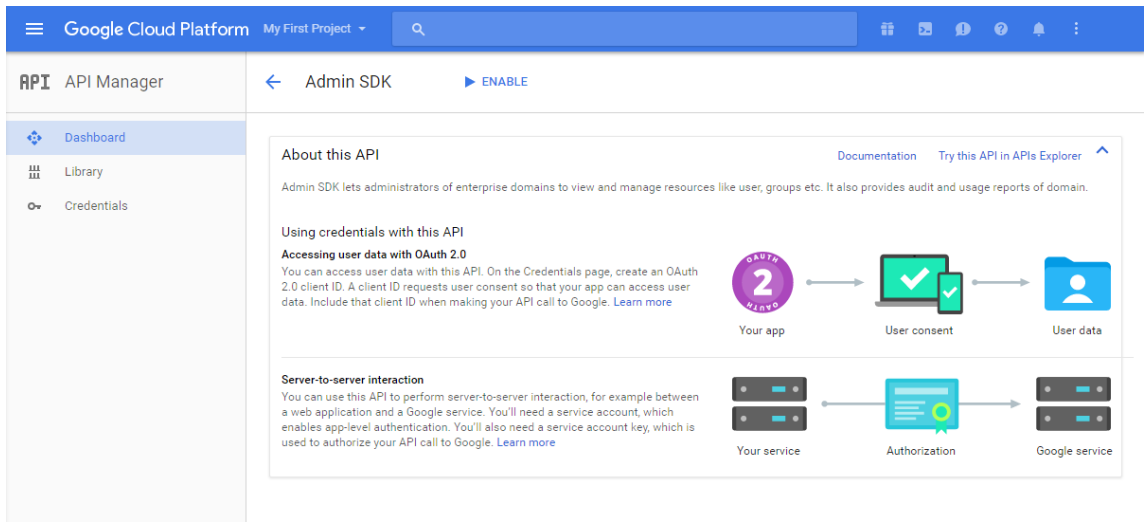 Google Cloud Platform My First Project
API API Manager
Admin SDK ENABLE
Dashboard
Library
Credentials
About this API
Documentation Try this API in APIs Explorer
Admin SDK lets administrators of enterprise domains to view and manage resources like user, groups etc. It also provides audit and usage reports of domain.
Using credentials with this API
Accessing user data with OAuth 2.0
You can access user data with this API. On the Credentials page, create an OAuth
2.0 client ID. A client ID requests user consent so that your app can access user
data. Include that client ID when making your API call to Google. Learn more
OAUTH
2
OAUTH
Your app
User consent
User data
Server-to-server interaction
You can use this API to perform server-to-server interaction, for example between
a web application and a Google service. You'll need a service account, which
enables app-level authentication. You'll also need a service account key, which is
used to authorize your API call to Google. Learn more
Your service
Authorization
Google service